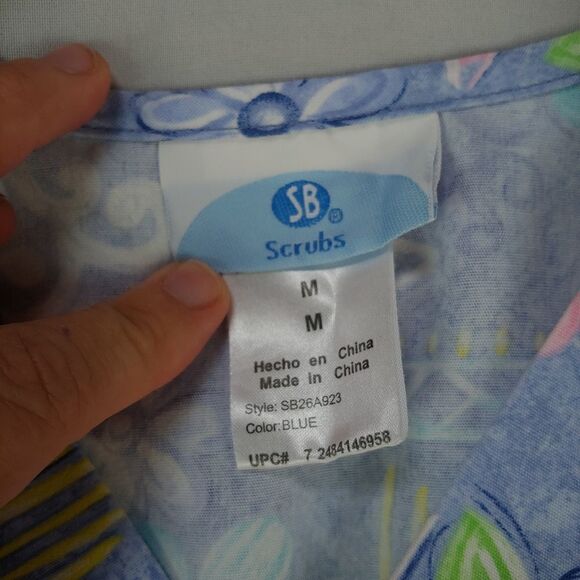 SB®
Scrubs
M
M
Hecho en China
Made in China
Style: SB26A923
Color: BLUE
UPC# 7 2484146958